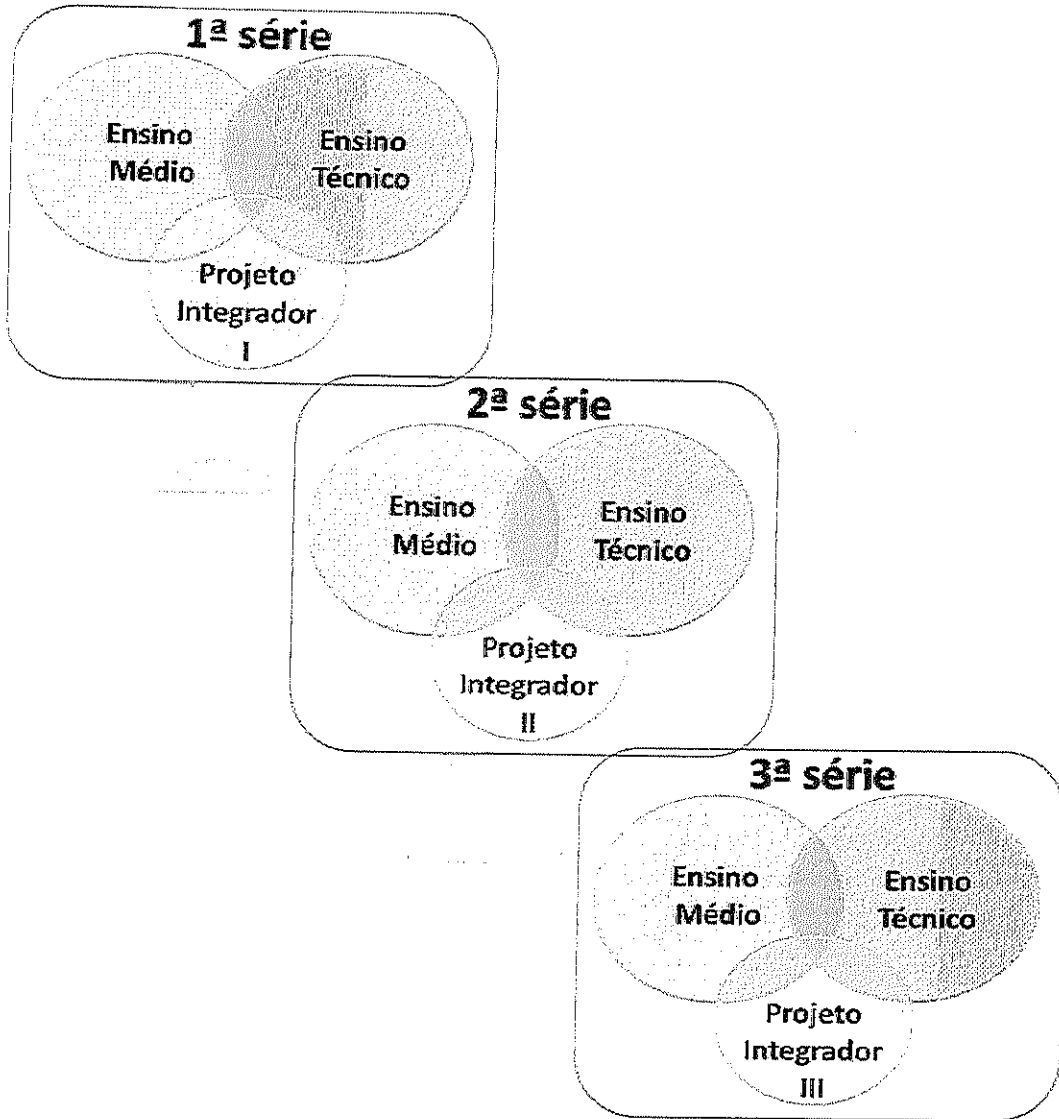 1ª série
Ensino
Médio
Ensino
Técnico
Projeto
Integrador
I
2ª série
Ensino
Médio
Ensino
Técnico
Projeto
Integrador
II
3ª série
Ensino
Médio
Ensino
Técnico
Projeto
Integrador
III